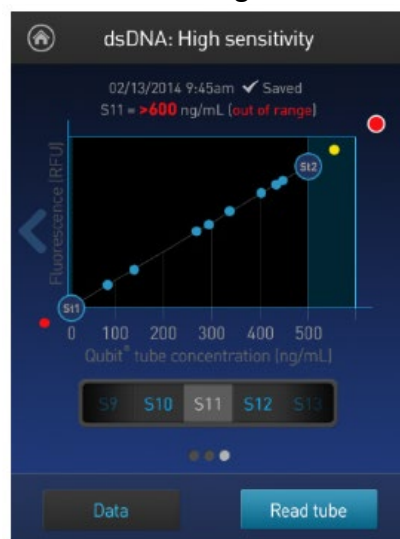 dsDNA: High sensitivity
02/13/2014 9:45am ✓ Saved
S11 = >600 ng/mL (out of range)
Fluorescence (RFU)
St2
St1
0 100 200 300 400 500
Qubit® tube concentration (ng/mL)
S9 S10 S11 S12 S13
Data Read tube